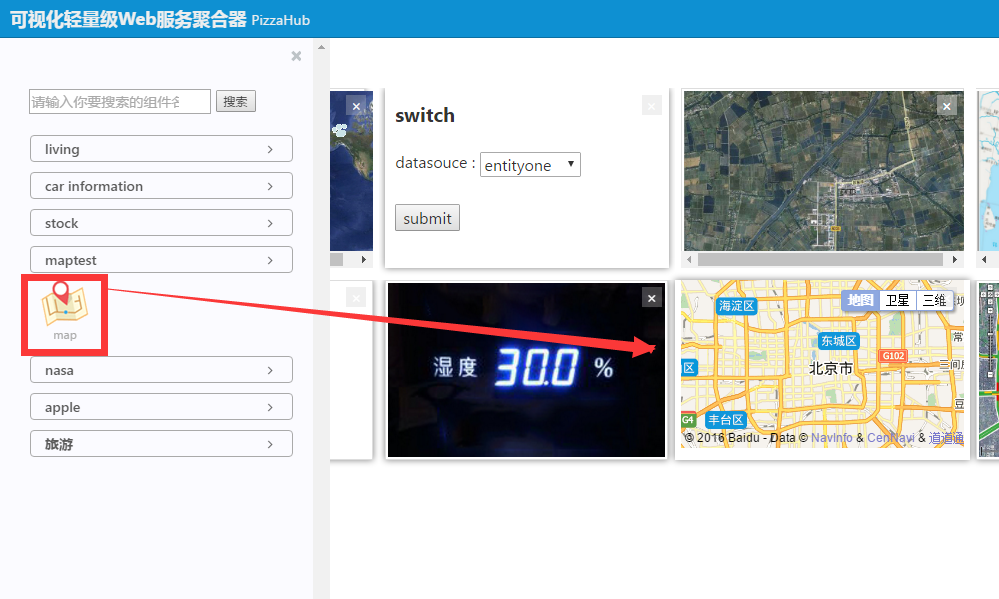 可视化轻量级Web服务聚合器 PizzaHub
请输入你要搜索的组件名
搜索
living
car information
stock
maptest
map
nasa
apple
旅游
switch
datasouce : entityone
submit
湿度 30.0 %
地图 卫星 三维
海淀区
东城区
G102
北京市
三间房
区
G4
丰台区
© 2016 Baidu - Data © NavInfo & CenNavi & 道道通